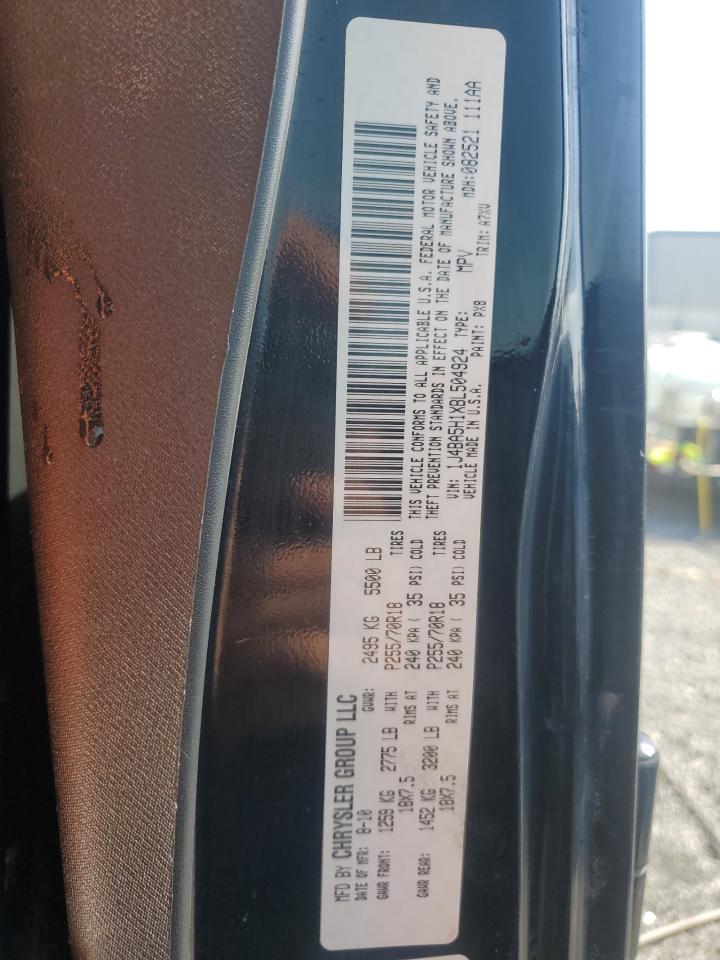 MFD BY CHRYSLER GROUP LLC
DATE OF MFR: 8-10 GVWR: 2495 KG 5500 LB
GAWR FRONT: 1259 KG 2775 LB WITH P255/70R18 TIRES
18X7.5 RIMS AT 240 KPA ( 35 PSI) COLD
GAWR REAR: 1452 KG 3200 LB WITH P255/70R18 TIRES
18X7.5 RIMS AT 240 KPA ( 35 PSI) COLD
THIS VEHICLE CONFORMS TO ALL APPLICABLE U.S.A. FEDERAL MOTOR VEHICLE SAFETY AND
THEFT PREVENTION STANDARDS IN EFFECT ON THE DATE OF MANUFACTURE SHOWN ABOVE.
VIN: 1J4BA5H1XBL504924 TYPE: MPV MDH:082521 111AA
VEHICLE MADE IN U.S.A. PAINT: PX8 TRIM: A7XV